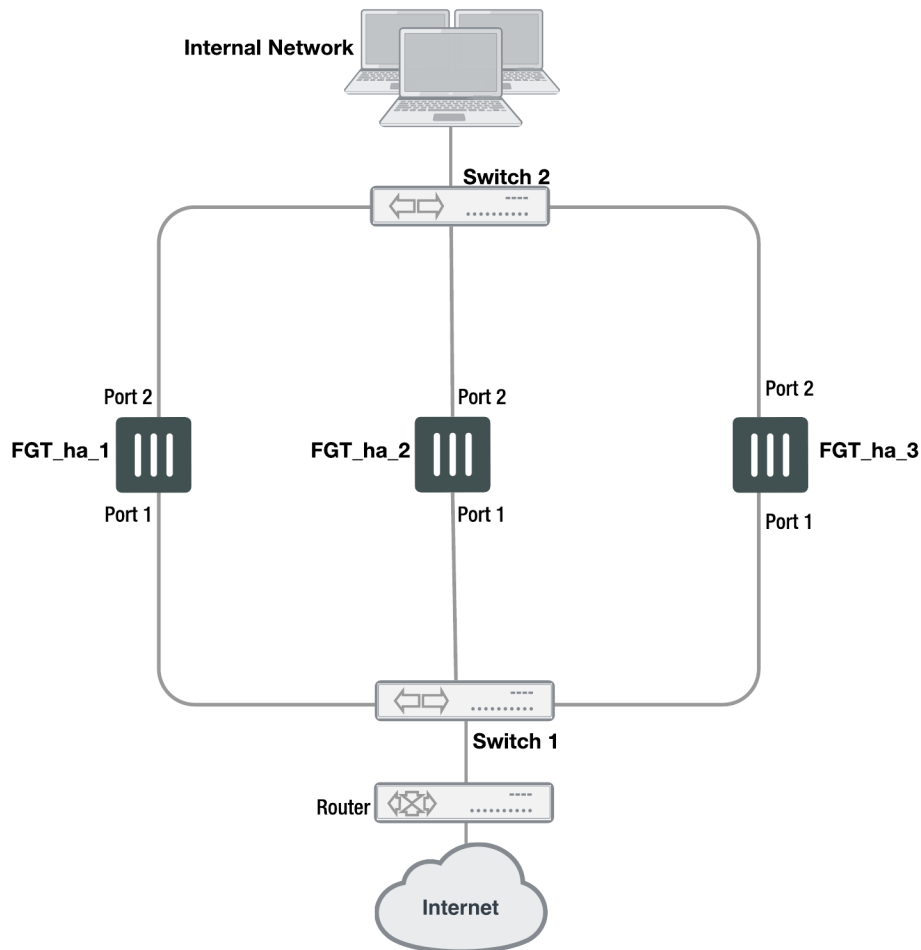 Internal Network
Switch 2
Port 2
Port 2
Port 2
FGT_ha_1
FGT_ha_2
FGT_ha_3
Port 1
Port 1
Port 1
Switch 1
Router
Internet